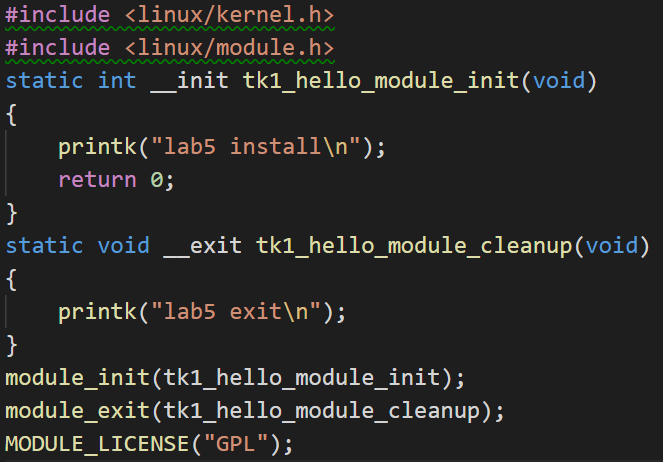 #include <linux/kernel.h>
#include <linux/module.h>
static int __init tk1_hello_module_init(void)
{
    printk("lab5 install\n");
    return 0;
}
static void __exit tk1_hello_module_cleanup(void)
{
    printk("lab5 exit\n");
}
module_init(tk1_hello_module_init);
module_exit(tk1_hello_module_cleanup);
MODULE_LICENSE("GPL");